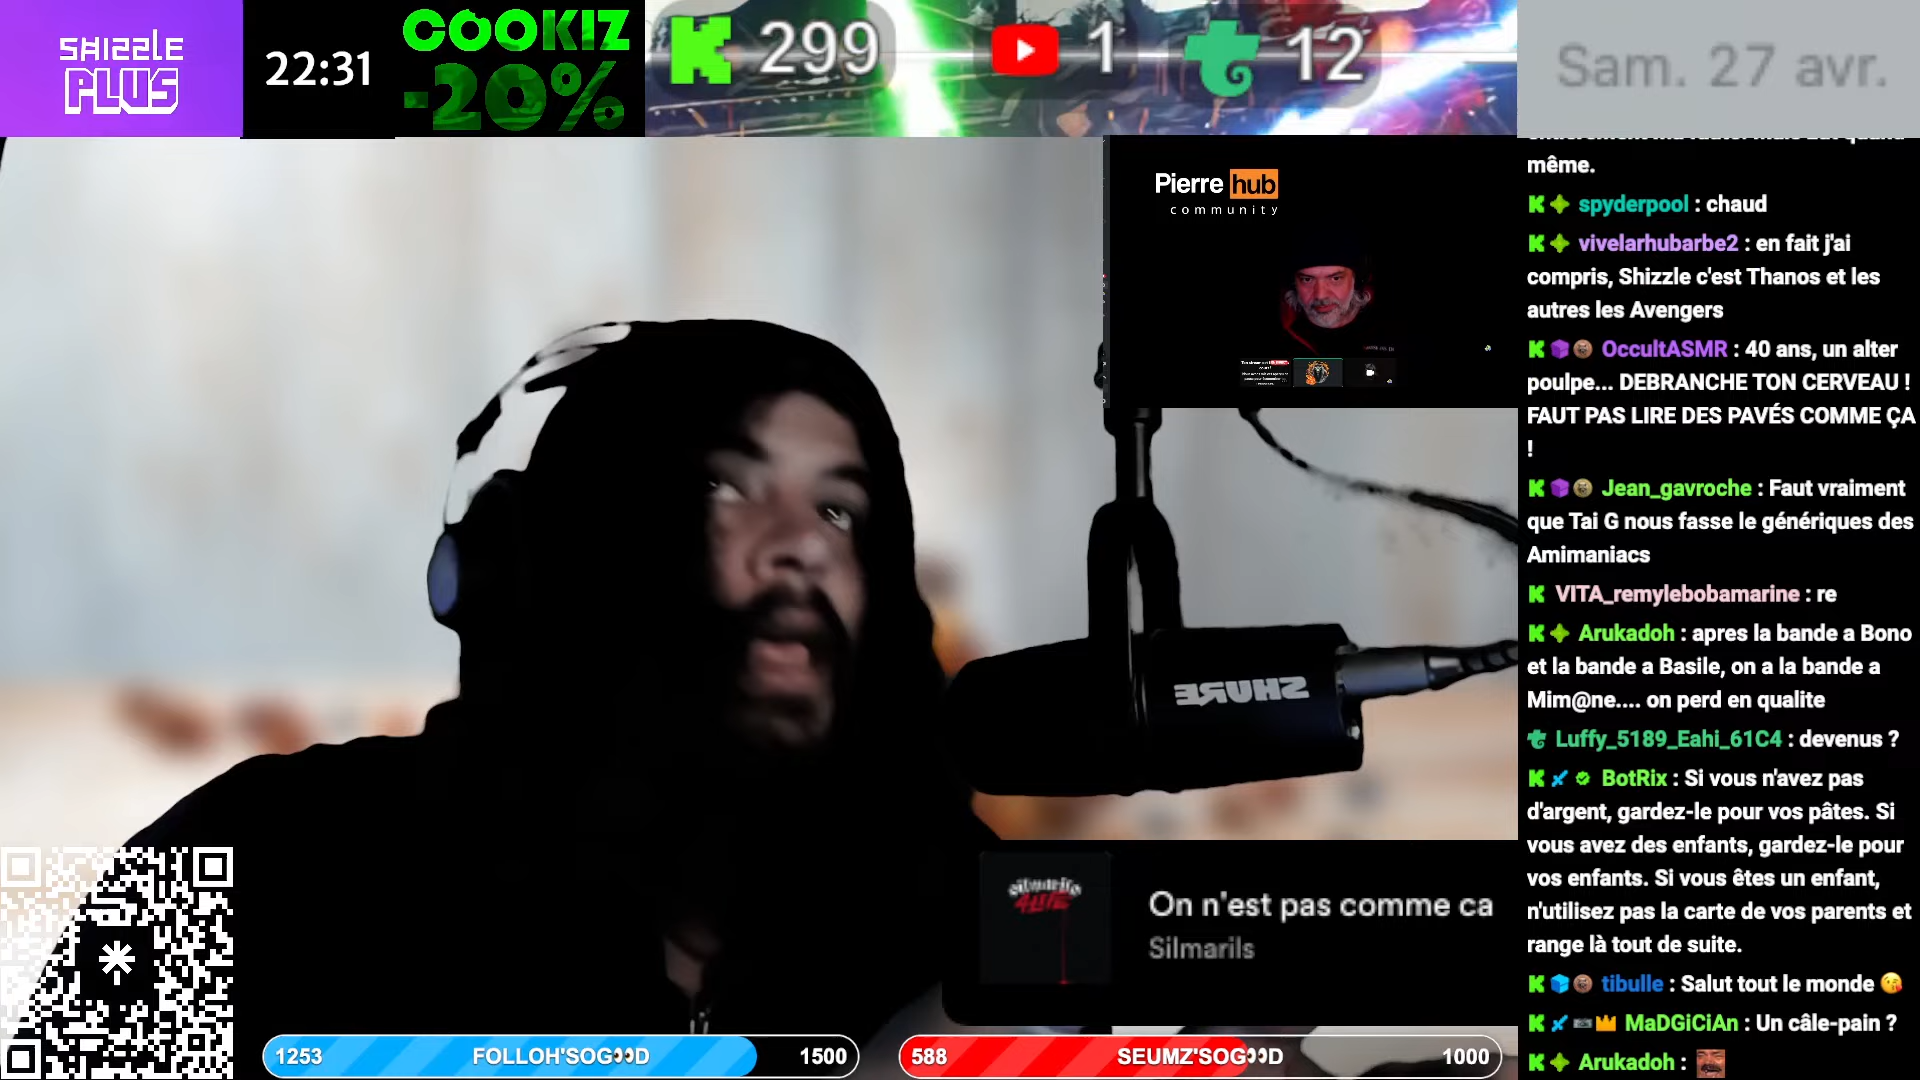 SHIZZLE
PLUS
22:31
COOKIZ
-20%
299
1
12
Sam. 27 avr.
Pierre hub
community
même.
spyderpool : chaud
vivelarhubarbe2 : en fait j'ai
compris, Shizzle c'est Thanos et les
autres les Avengers
OccultASMR : 40 ans, un alter
poulpe... DEBRANCHE TON CERVEAU !
FAUT PAS LIRE DES PAVÉS COMME ÇA
!
Jean_gavroche : Faut vraiment
que Tai G nous fasse le génériques des
Amimaniacs
VITA_remylebobamarine : re
Arukadoh : apres la bande a Bono
et la bande a Basile, on a la bande a
Mim@ne.... on perd en qualite
Luffy_5189_Eahi_61C4 : devenus ?
BotRix : Si vous n'avez pas
d'argent, gardez-le pour vos pâtes. Si
vous avez des enfants, gardez-le pour
vos enfants. Si vous êtes un enfant,
n'utilisez pas la carte de vos parents et
range là tout de suite.
tibulle : Salut tout le monde 😘
MaDGiCiAn : Un câle-pain ?
Arukadoh :
SHURE
silmarils
4LIFE
On n'est pas comme ca
Silmarils
1253 FOLLOH'SOG👀D 1500
588 SEUMZ'SOG👀D 1000